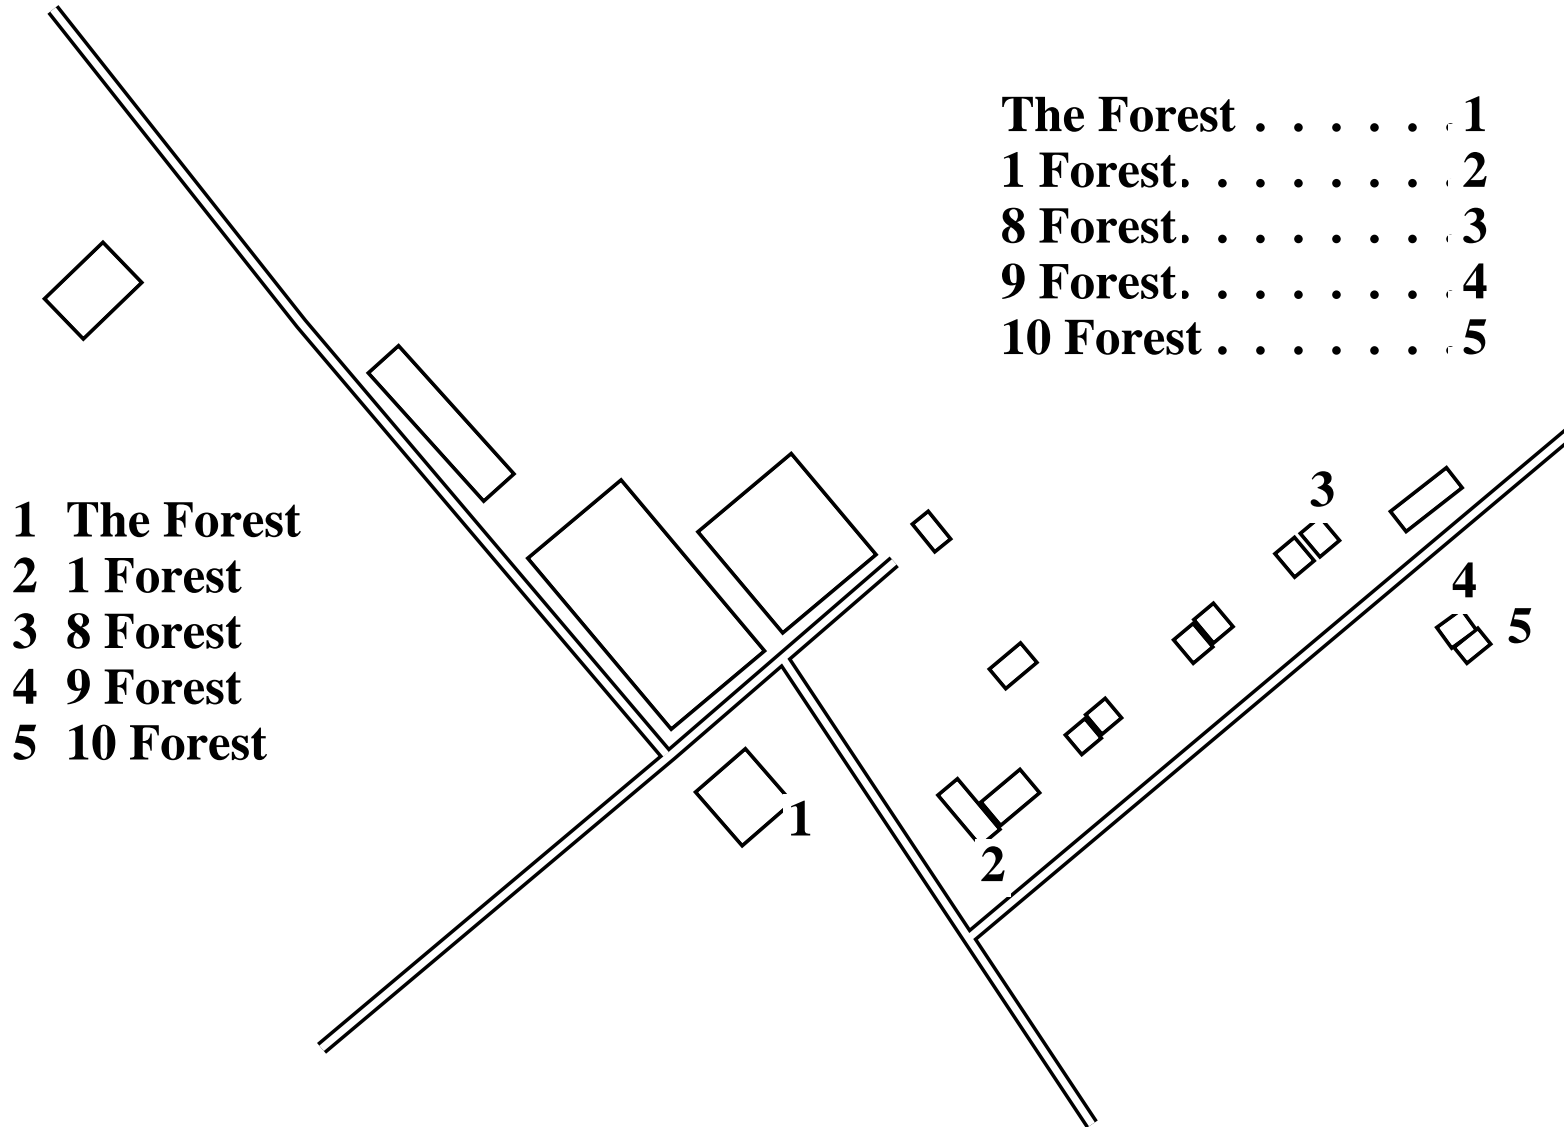 The Forest . . . . . . 1
1 Forest. . . . . . . . 2
8 Forest. . . . . . . . 3
9 Forest. . . . . . . . 4
10 Forest . . . . . . . 5
1 The Forest
2 1 Forest
3 8 Forest
4 9 Forest
5 10 Forest
3
4
5
1
2